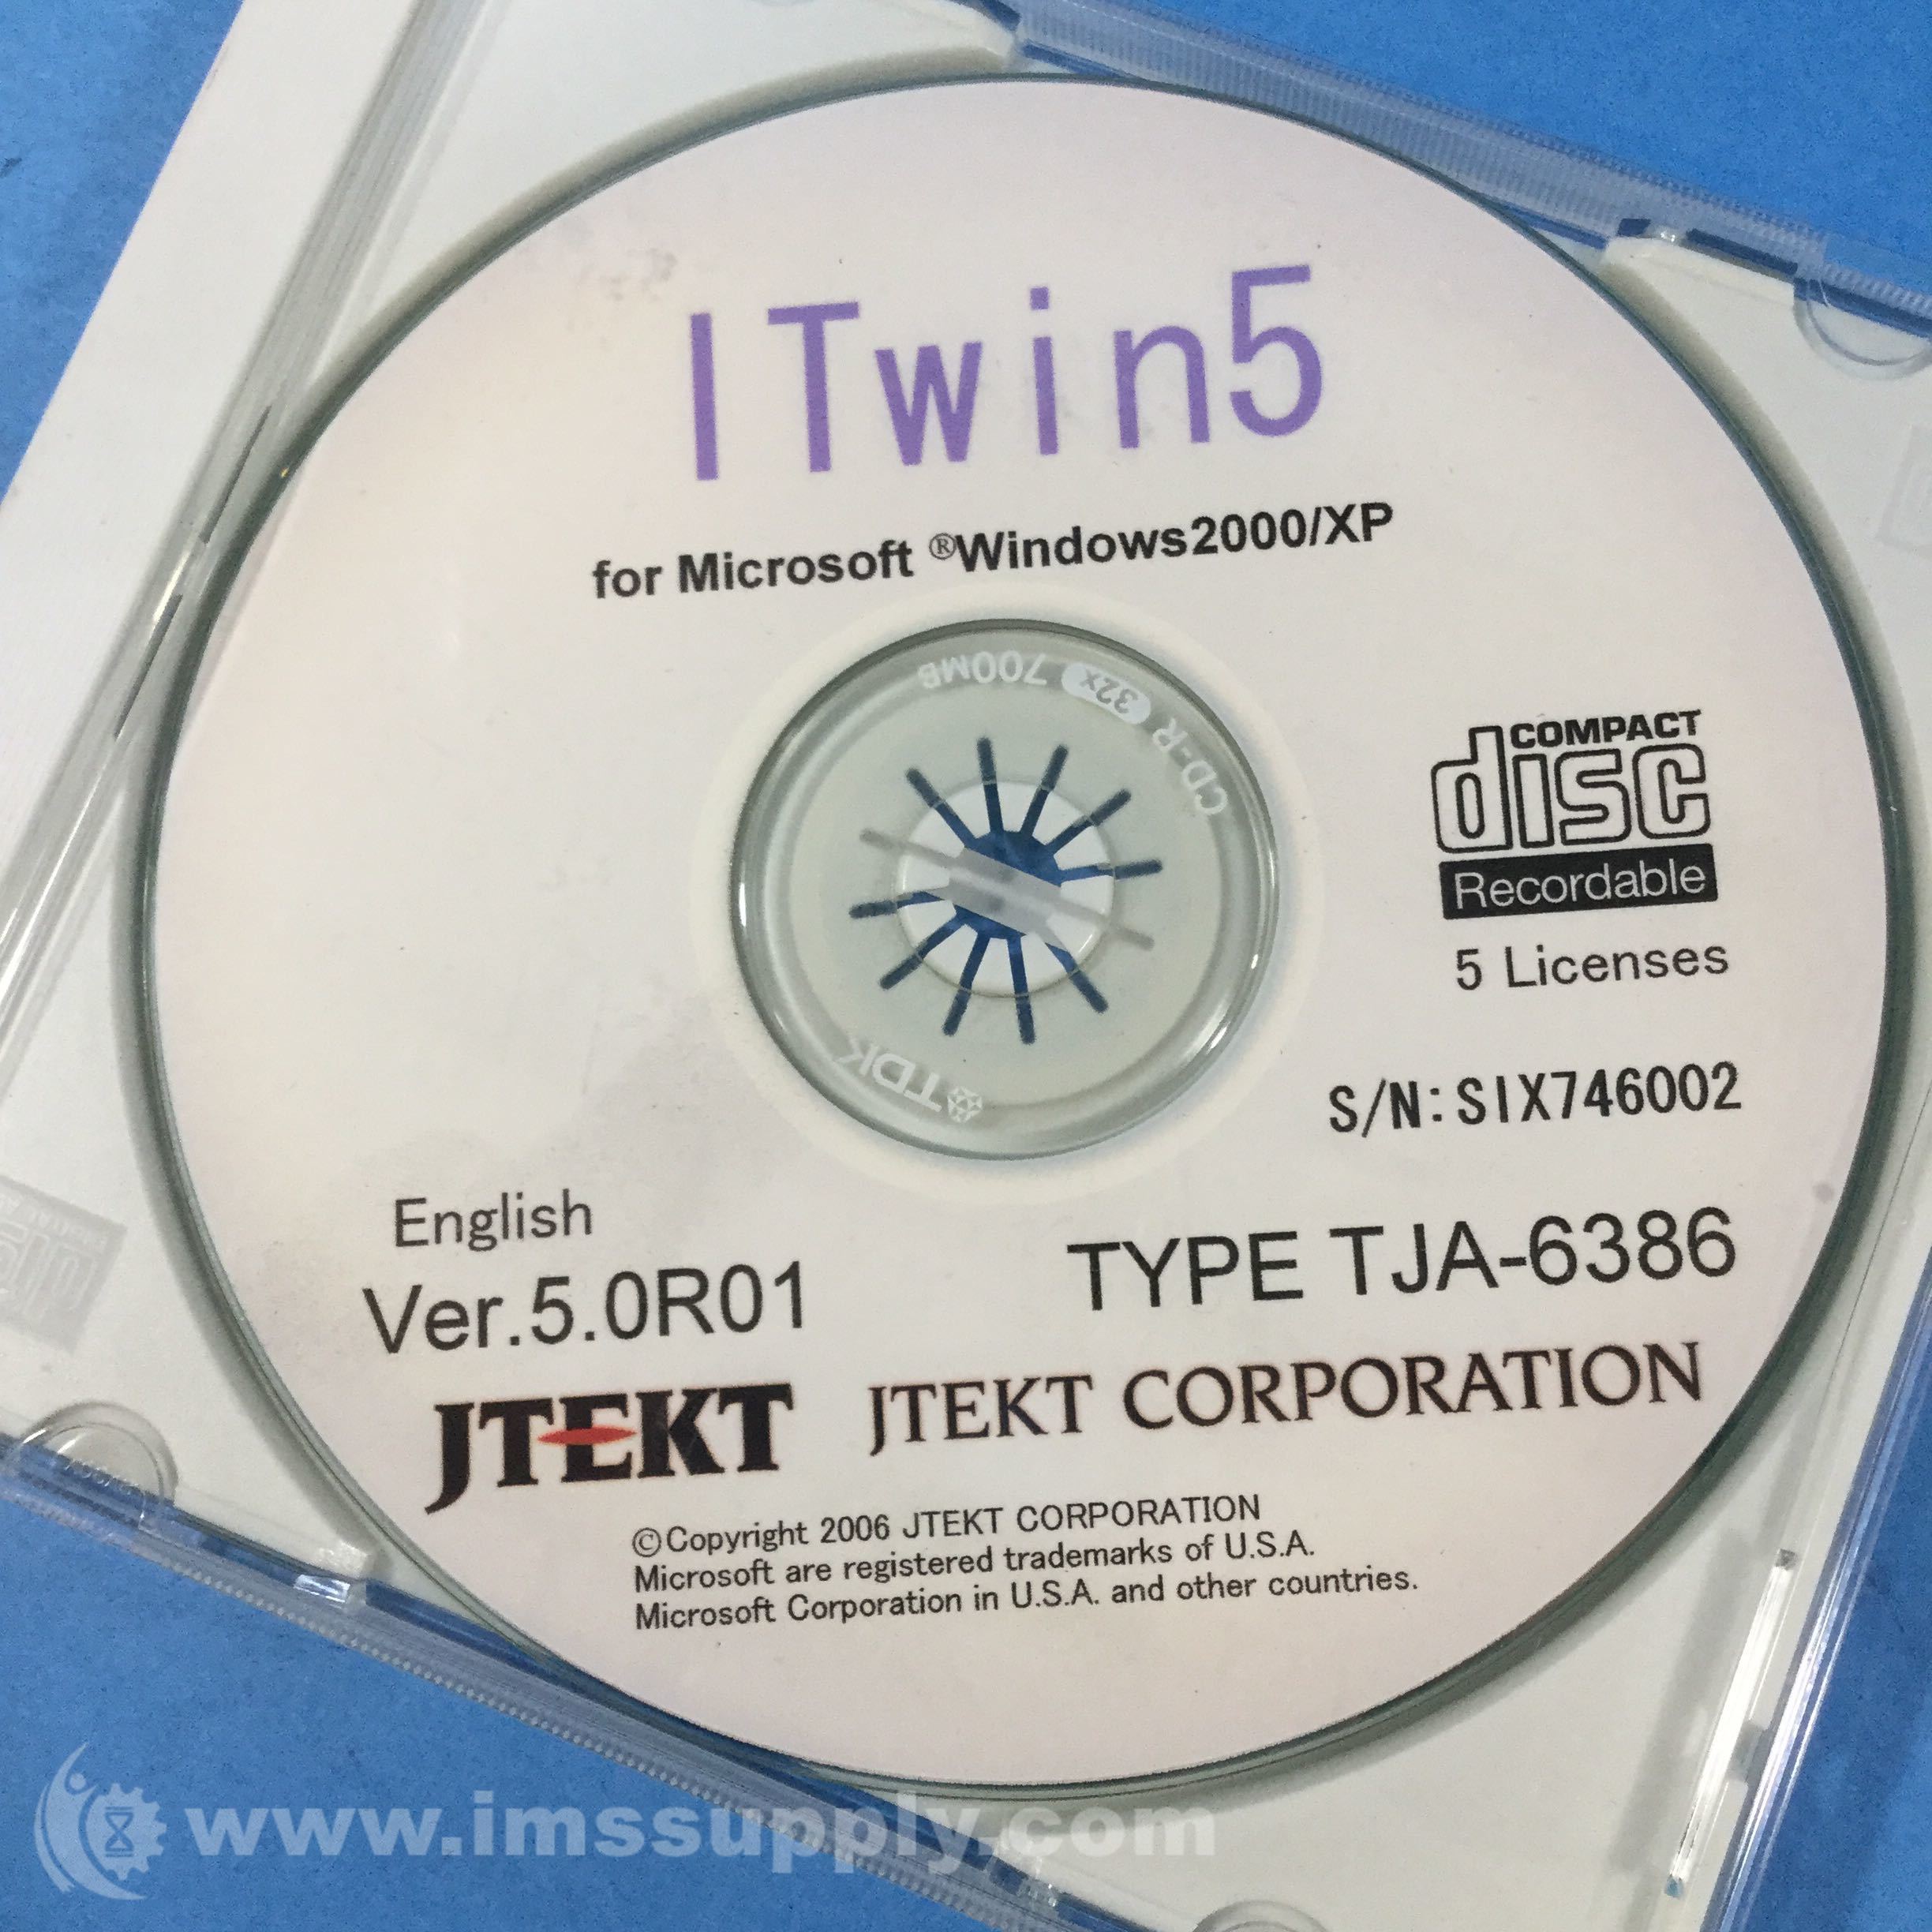 ITwin5
for Microsoft ®Windows2000/XP
CD-R 32x 700MB
COMPACT
disc
Recordable
5 Licenses
TDK
S/N:SIX746002
English
Ver.5.0R01
TYPE TJA-6386
JTEKT JTEKT CORPORATION
©Copyright 2006 JTEKT CORPORATION
Microsoft are registered trademarks of U.S.A.
Microsoft Corporation in U.S.A. and other countries.
www.imssupply.com